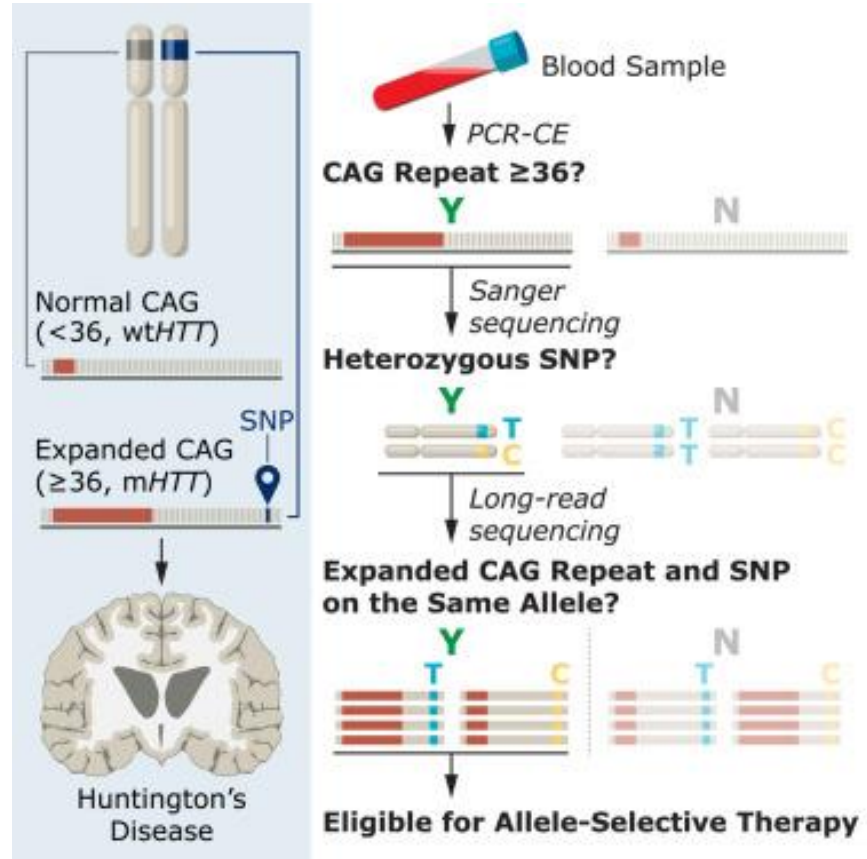 Normal CAG
(<36, wtHTT)
SNP
Expanded CAG
(≥36, mHTT)
Huntington's
Disease
Blood Sample
PCR-CE
CAG Repeat ≥36?
Y N
Sanger
sequencing
Heterozygous SNP?
Y N
T T C
C T C
Long-read
sequencing
Expanded CAG Repeat and SNP
on the Same Allele?
Y N
T C T C
Eligible for Allele-Selective Therapy